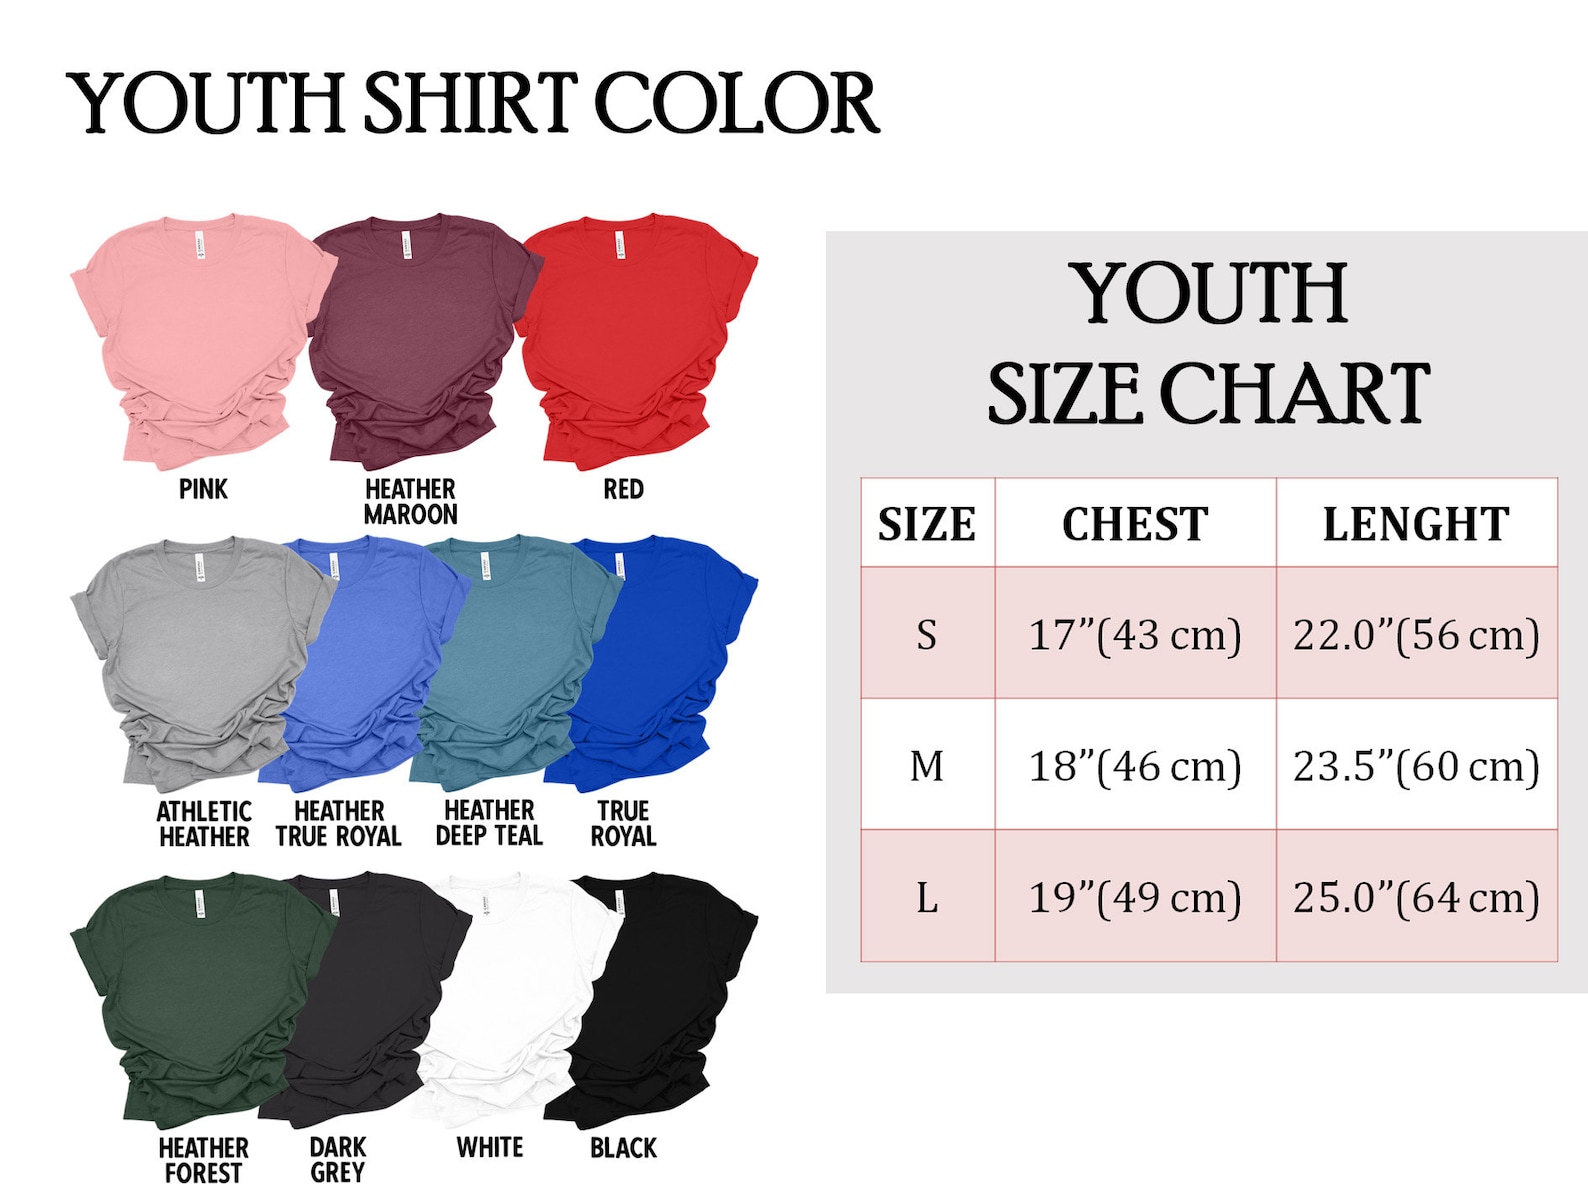 YOUTH SHIRT COLOR
PINK
HEATHER
MAROON
RED
ATHLETIC
HEATHER
HEATHER
TRUE ROYAL
HEATHER
DEEP TEAL
TRUE
ROYAL
HEATHER
FOREST
DARK
GREY
WHITE
BLACK
YOUTH
SIZE CHART
SIZE CHEST LENGHT
S 17”(43 cm) 22.0”(56 cm)
M 18”(46 cm) 23.5”(60 cm)
L 19”(49 cm) 25.0”(64 cm)